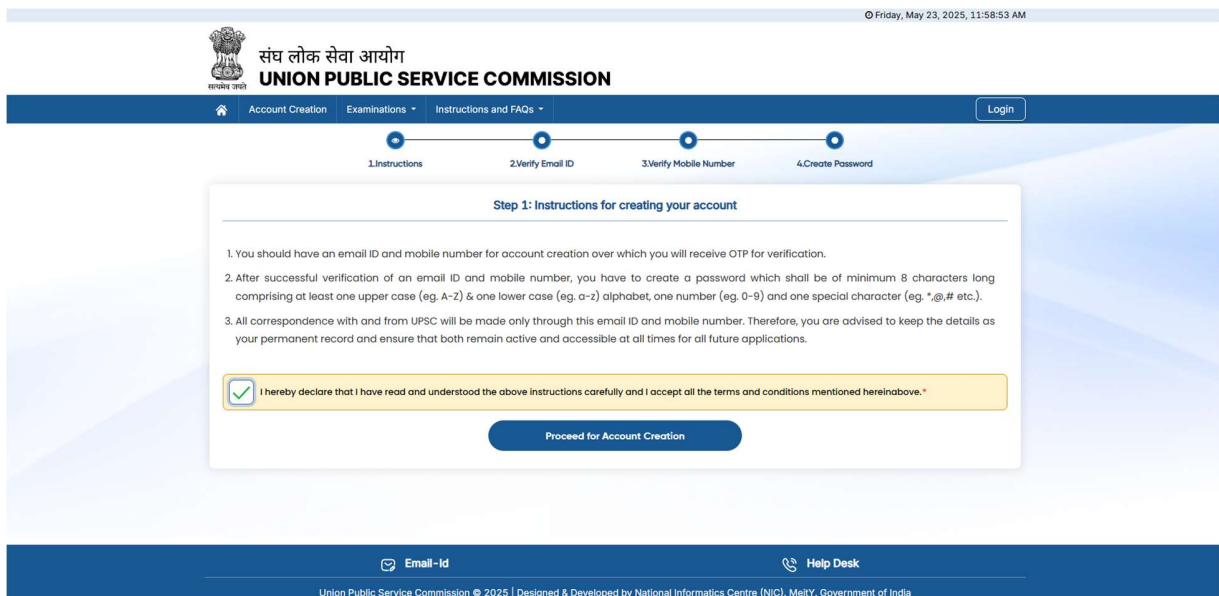 Friday, May 23, 2025, 11:58:53 AM
संघ लोक सेवा आयोग
UNION PUBLIC SERVICE COMMISSION
सत्यमेव जयते
Account Creation Examinations Instructions and FAQs Login
1.Instructions 2.Verify Email ID 3.Verify Mobile Number 4.Create Password
Step 1: Instructions for creating your account
1. You should have an email ID and mobile number for account creation over which you will receive OTP for verification.
2. After successful verification of an email ID and mobile number, you have to create a password which shall be of minimum 8 characters long
comprising at least one upper case (eg. A-Z) & one lower case (eg. a-z) alphabet, one number (eg. 0-9) and one special character (eg. *,@,# etc.).
3. All correspondence with and from UPSC will be made only through this email ID and mobile number. Therefore, you are advised to keep the details as
your permanent record and ensure that both remain active and accessible at all times for all future applications.
I hereby declare that I have read and understood the above instructions carefully and I accept all the terms and conditions mentioned hereinabove.*
Proceed for Account Creation
Email-Id Help Desk
Union Public Service Commission © 2025 | Designed & Developed by National Informatics Centre (NIC), MeitY, Government of India